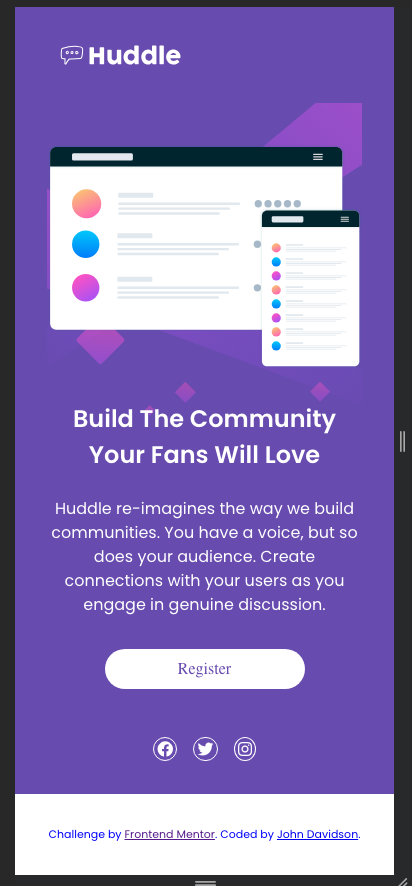 Huddle
Build The Community
Your Fans Will Love
Huddle re-imagines the way we build
communities. You have a voice, but so
does your audience. Create
connections with your users as you
engage in genuine discussion.
Register
Challenge by Frontend Mentor. Coded by John Davidson.